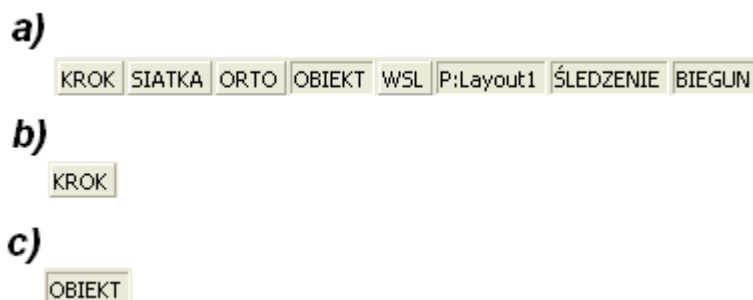 a)
KROK SIATKA ORTO OBIEKT WSL P:Layout1 ŚLEDZENIE BIEGUN
b)
KROK
c)
OBIEKT